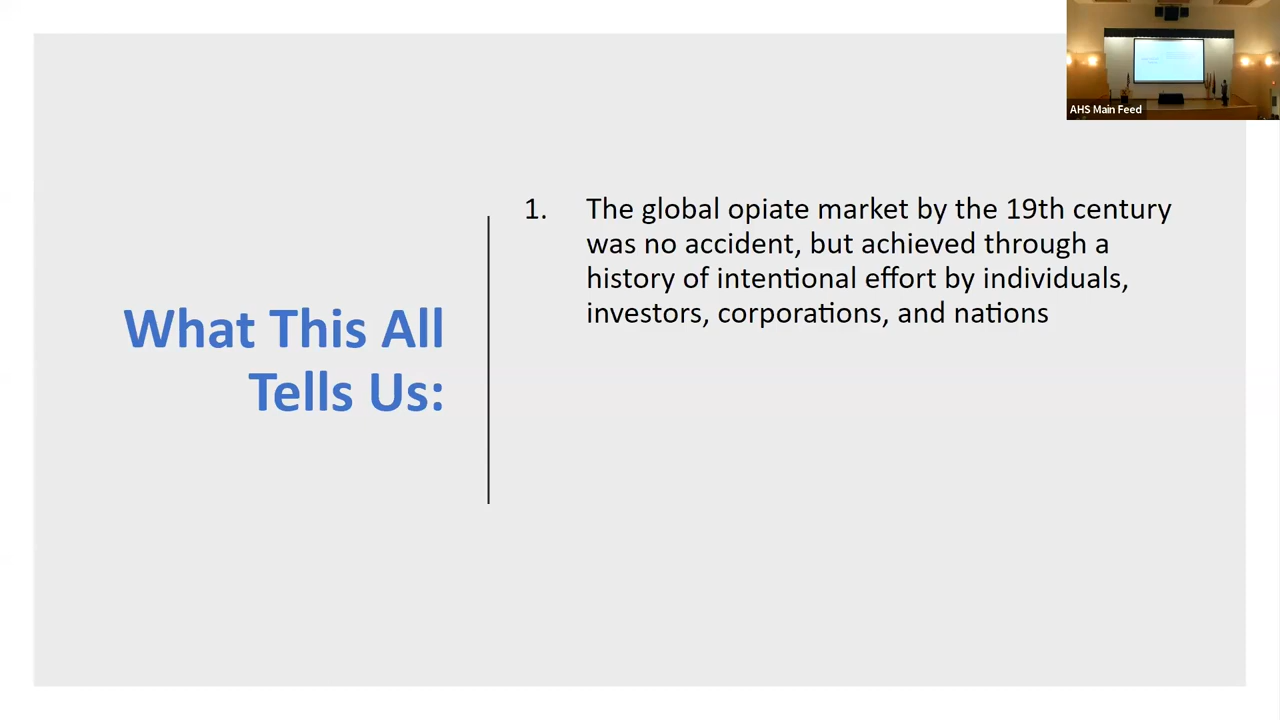 AHS Main Feed
What This All
Tells Us:
1. The global opiate market by the 19th century
was no accident, but achieved through a
history of intentional effort by individuals,
investors, corporations, and nations